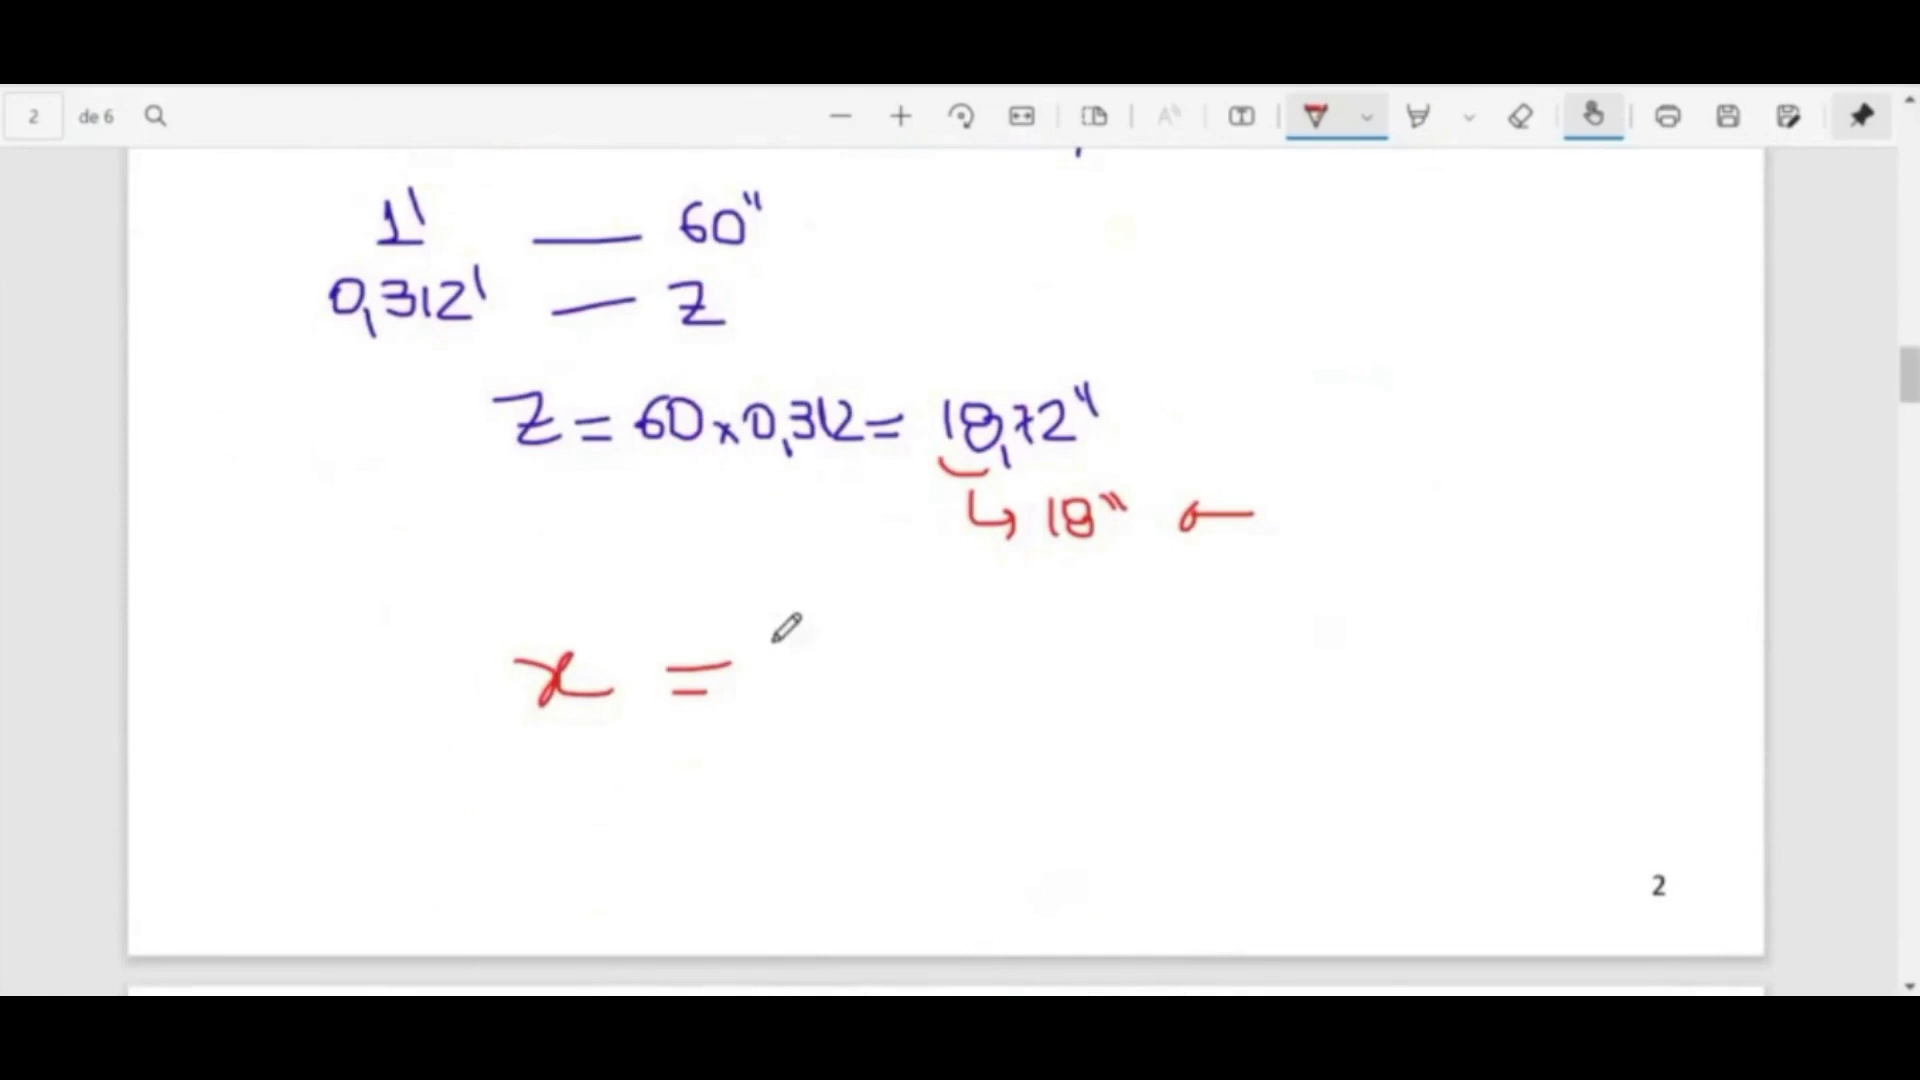 2 de 6
1' — 60"
0,312' — Z
Z = 60 x 0,312 = 18,72"
↳ 18" ←
x =
2